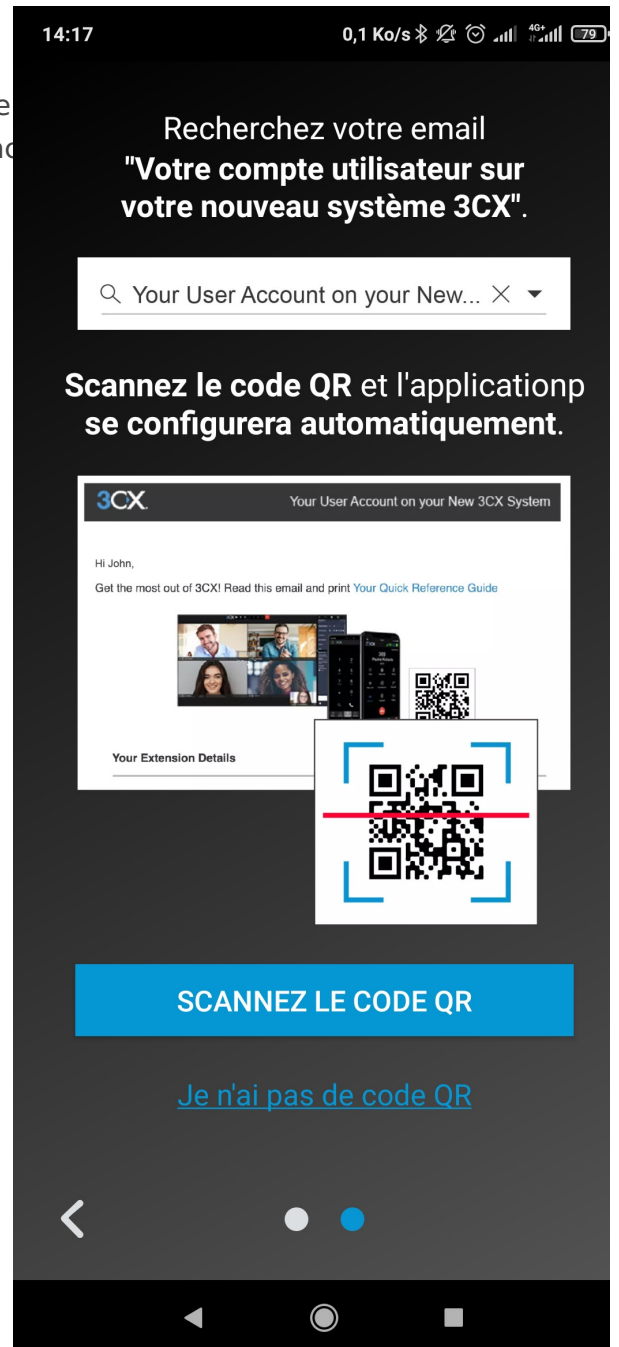 14:17 0,1 Ko/s 4G+ 79
Recherchez votre email
"Votre compte utilisateur sur
votre nouveau système 3CX".
Your User Account on your New...
Scannez le code QR et l'applicationp
se configurera automatiquement.
3CX Your User Account on your New 3CX System
Hi John,
Get the most out of 3CX! Read this email and print Your Quick Reference Guide
Your Extension Details
SCANNEZ LE CODE QR
Je n'ai pas de code QR